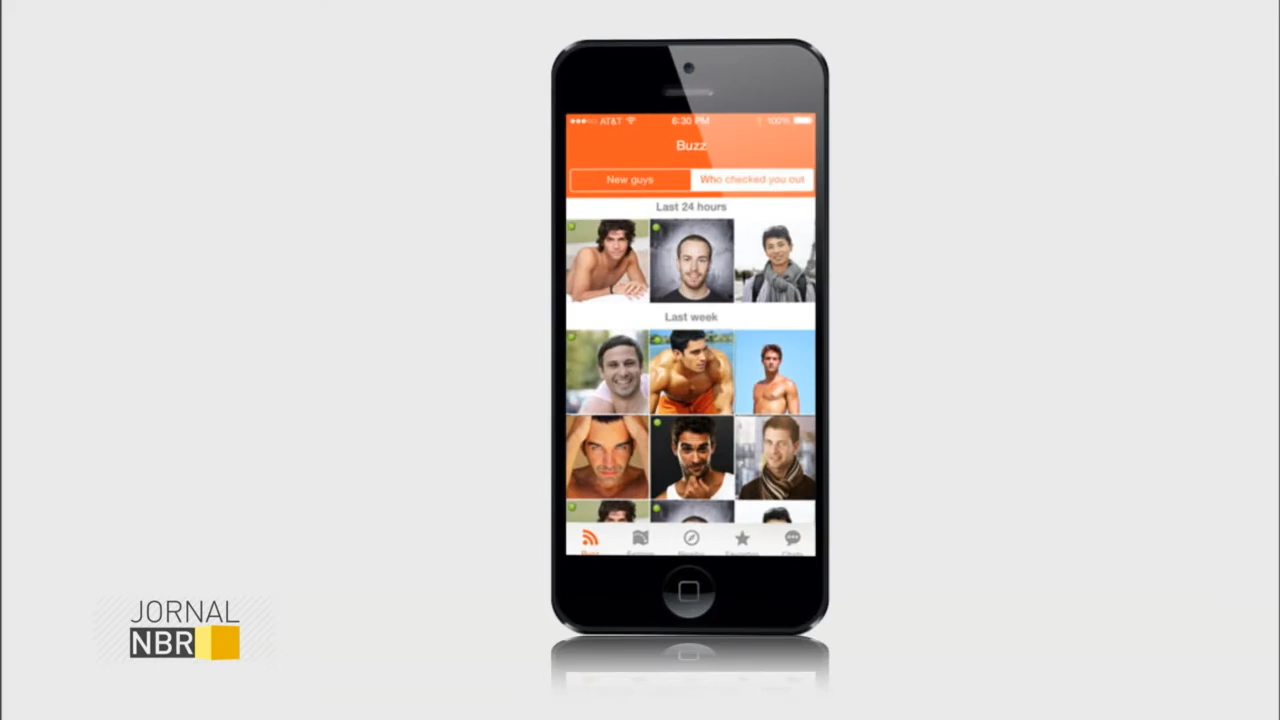 AT&T 6:30 PM 100%
Buzz
New guys Who checked you out
Last 24 hours
Last week
JORNAL
NBR